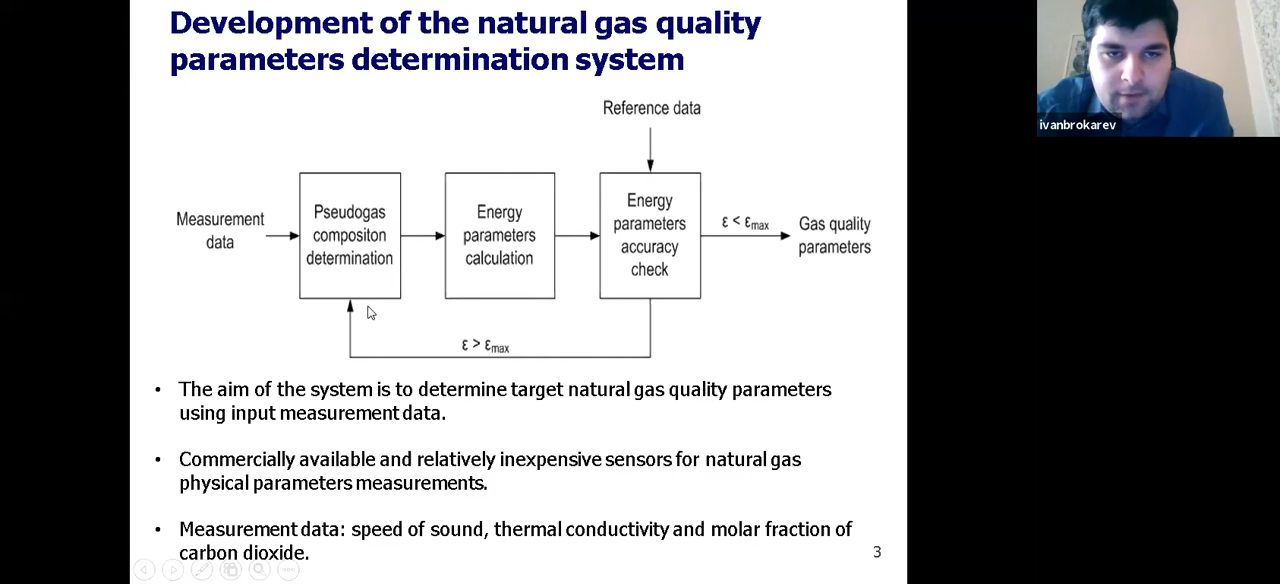 Development of the natural gas quality
parameters determination system
ivanbrokarev
Reference data
Measurement
data
Pseudogas
compositon
determination
Energy
parameters
calculation
Energy
parameters
accuracy
check
ε < εmax
Gas quality
parameters
ε > εmax
• The aim of the system is to determine target natural gas quality parameters
using input measurement data.
• Commercially available and relatively inexpensive sensors for natural gas
physical parameters measurements.
• Measurement data: speed of sound, thermal conductivity and molar fraction of
carbon dioxide.
3